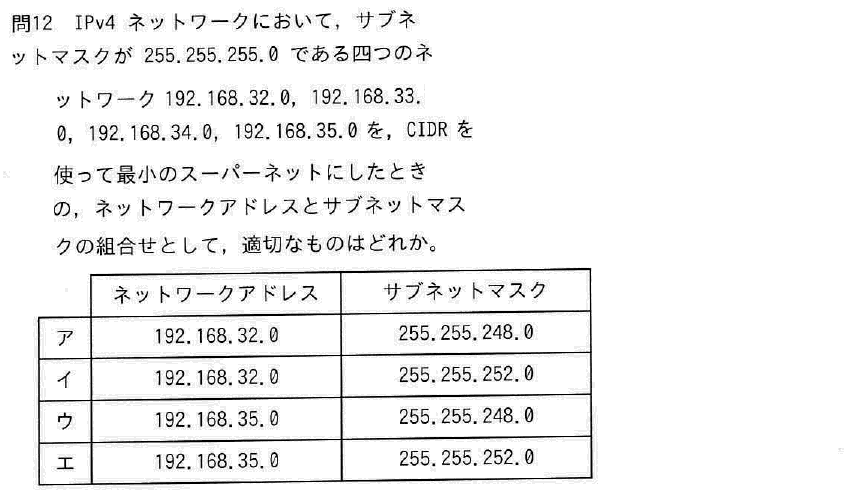 問12 IPv4 ネットワークにおいて，サブネ
ットマスクが 255.255.255.0 である四つのネ
ットワーク 192.168.32.0，192.168.33.
0，192.168.34.0，192.168.35.0 を，CIDR を
使って最小のスーパーネットにしたとき
の，ネットワークアドレスとサブネットマス
クの組合せとして，適切なものはどれか。
ネットワークアドレス サブネットマスク
ア 192.168.32.0 255.255.248.0
イ 192.168.32.0 255.255.252.0
ウ 192.168.35.0 255.255.248.0
エ 192.168.35.0 255.255.252.0